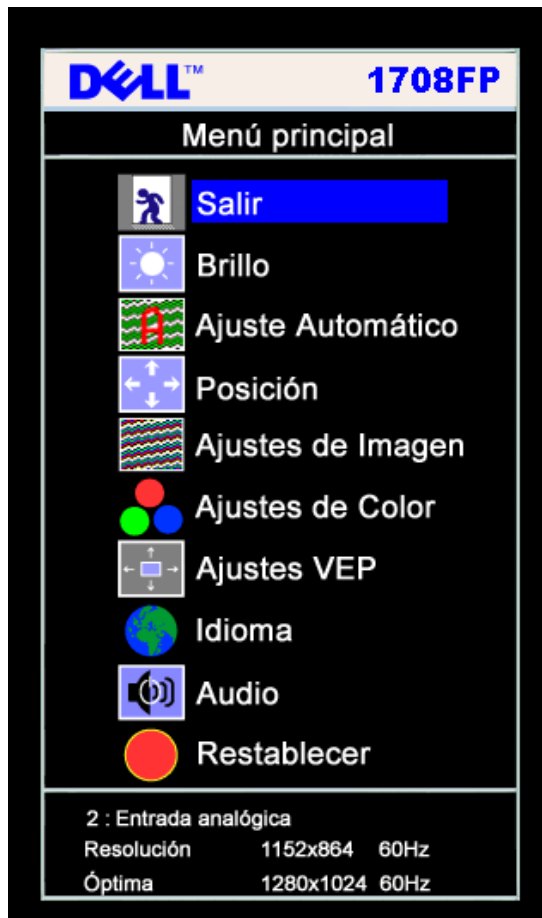 DELL™ 1708FP
Menú principal
Salir
Brillo
Ajuste Automático
Posición
Ajustes de Imagen
Ajustes de Color
Ajustes VEP
Idioma
Audio
Restablecer
2 : Entrada analógica
Resolución 1152x864 60Hz
Óptima 1280x1024 60Hz